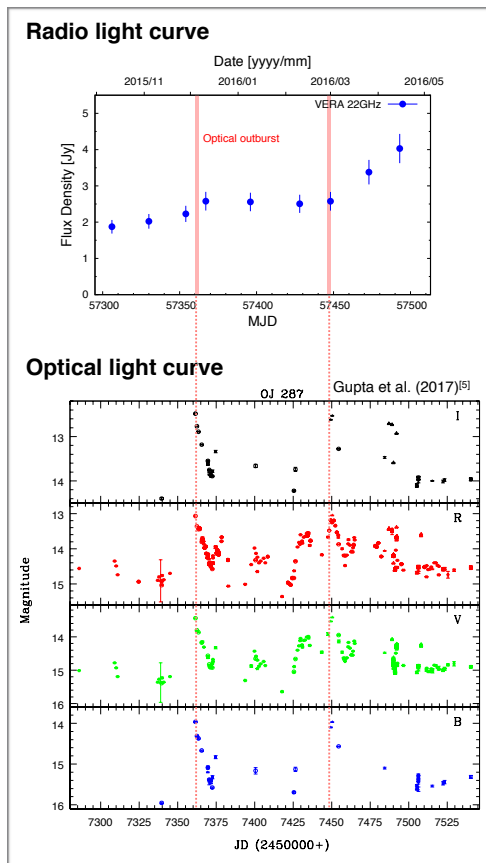 Radio light curve
Date [yyyy/mm]
2015/11 2016/01 2016/03 2016/05
VERA 22GHz
Optical outburst
Flux Density [Jy]
5
4
3
2
1
0
57300 57350 57400 57450 57500
MJD
Optical light curve
Gupta et al. (2017)[5]
OJ 287
I
13
14
R
13
14
15
Magnitude
V
14
15
16
B
14
15
16
7300 7325 7350 7375 7400 7425 7450 7475 7500 7525
JD (2450000+)